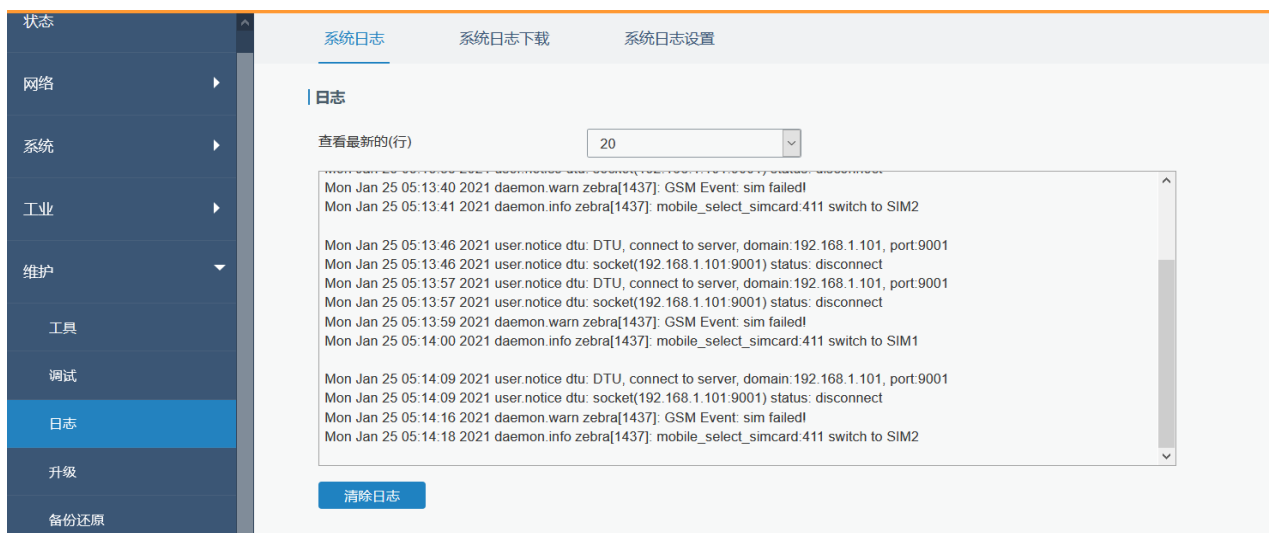 状态
网络
系统
工业
维护
工具
调试
日志
升级
备份还原
系统日志 系统日志下载 系统日志设置
日志
查看最新的(行) 20
Mon Jan 25 05:13:40 2021 daemon.warn zebra[1437]: GSM Event: sim failed!
Mon Jan 25 05:13:41 2021 daemon.info zebra[1437]: mobile_select_simcard:411 switch to SIM2
Mon Jan 25 05:13:46 2021 user.notice dtu: DTU, connect to server, domain:192.168.1.101, port:9001
Mon Jan 25 05:13:46 2021 user.notice dtu: socket(192.168.1.101:9001) status: disconnect
Mon Jan 25 05:13:57 2021 user.notice dtu: DTU, connect to server, domain:192.168.1.101, port:9001
Mon Jan 25 05:13:57 2021 user.notice dtu: socket(192.168.1.101:9001) status: disconnect
Mon Jan 25 05:13:59 2021 daemon.warn zebra[1437]: GSM Event: sim failed!
Mon Jan 25 05:14:00 2021 daemon.info zebra[1437]: mobile_select_simcard:411 switch to SIM1
Mon Jan 25 05:14:09 2021 user.notice dtu: DTU, connect to server, domain:192.168.1.101, port:9001
Mon Jan 25 05:14:09 2021 user.notice dtu: socket(192.168.1.101:9001) status: disconnect
Mon Jan 25 05:14:16 2021 daemon.warn zebra[1437]: GSM Event: sim failed!
Mon Jan 25 05:14:18 2021 daemon.info zebra[1437]: mobile_select_simcard:411 switch to SIM2
清除日志